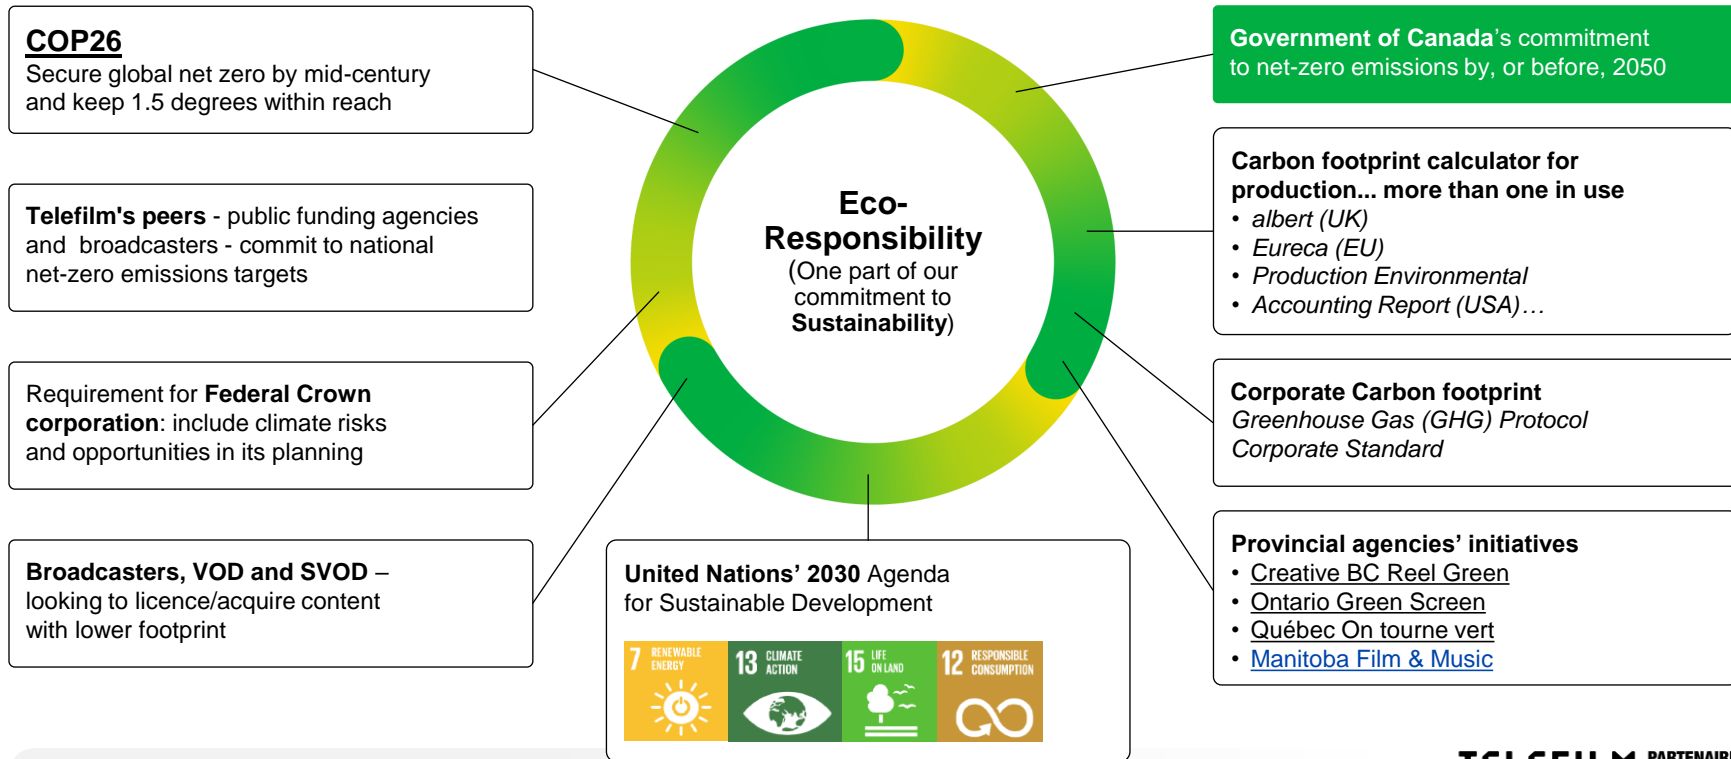 COP26
Secure global net zero by mid-century
and keep 1.5 degrees within reach
Telefilm's peers - public funding agencies
and broadcasters - commit to national
net-zero emissions targets
Requirement for Federal Crown
corporation: include climate risks
and opportunities in its planning
Broadcasters, VOD and SVOD –
looking to licence/acquire content
with lower footprint
Eco-
Responsibility
(One part of our
commitment to
Sustainability)
United Nations’ 2030 Agenda
for Sustainable Development
7 RENEWABLE
ENERGY
13 CLIMATE
ACTION
15 LIFE
ON LAND
12 RESPONSIBLE
CONSUMPTION
Government of Canada’s commitment
to net-zero emissions by, or before, 2050
Carbon footprint calculator for
production... more than one in use
• albert (UK)
• Eureca (EU)
• Production Environmental
• Accounting Report (USA)…
Corporate Carbon footprint
Greenhouse Gas (GHG) Protocol
Corporate Standard
Provincial agencies’ initiatives
• Creative BC Reel Green
• Ontario Green Screen
• Québec On tourne vert
• Manitoba Film & Music
TELEFILM PARTENAIRE